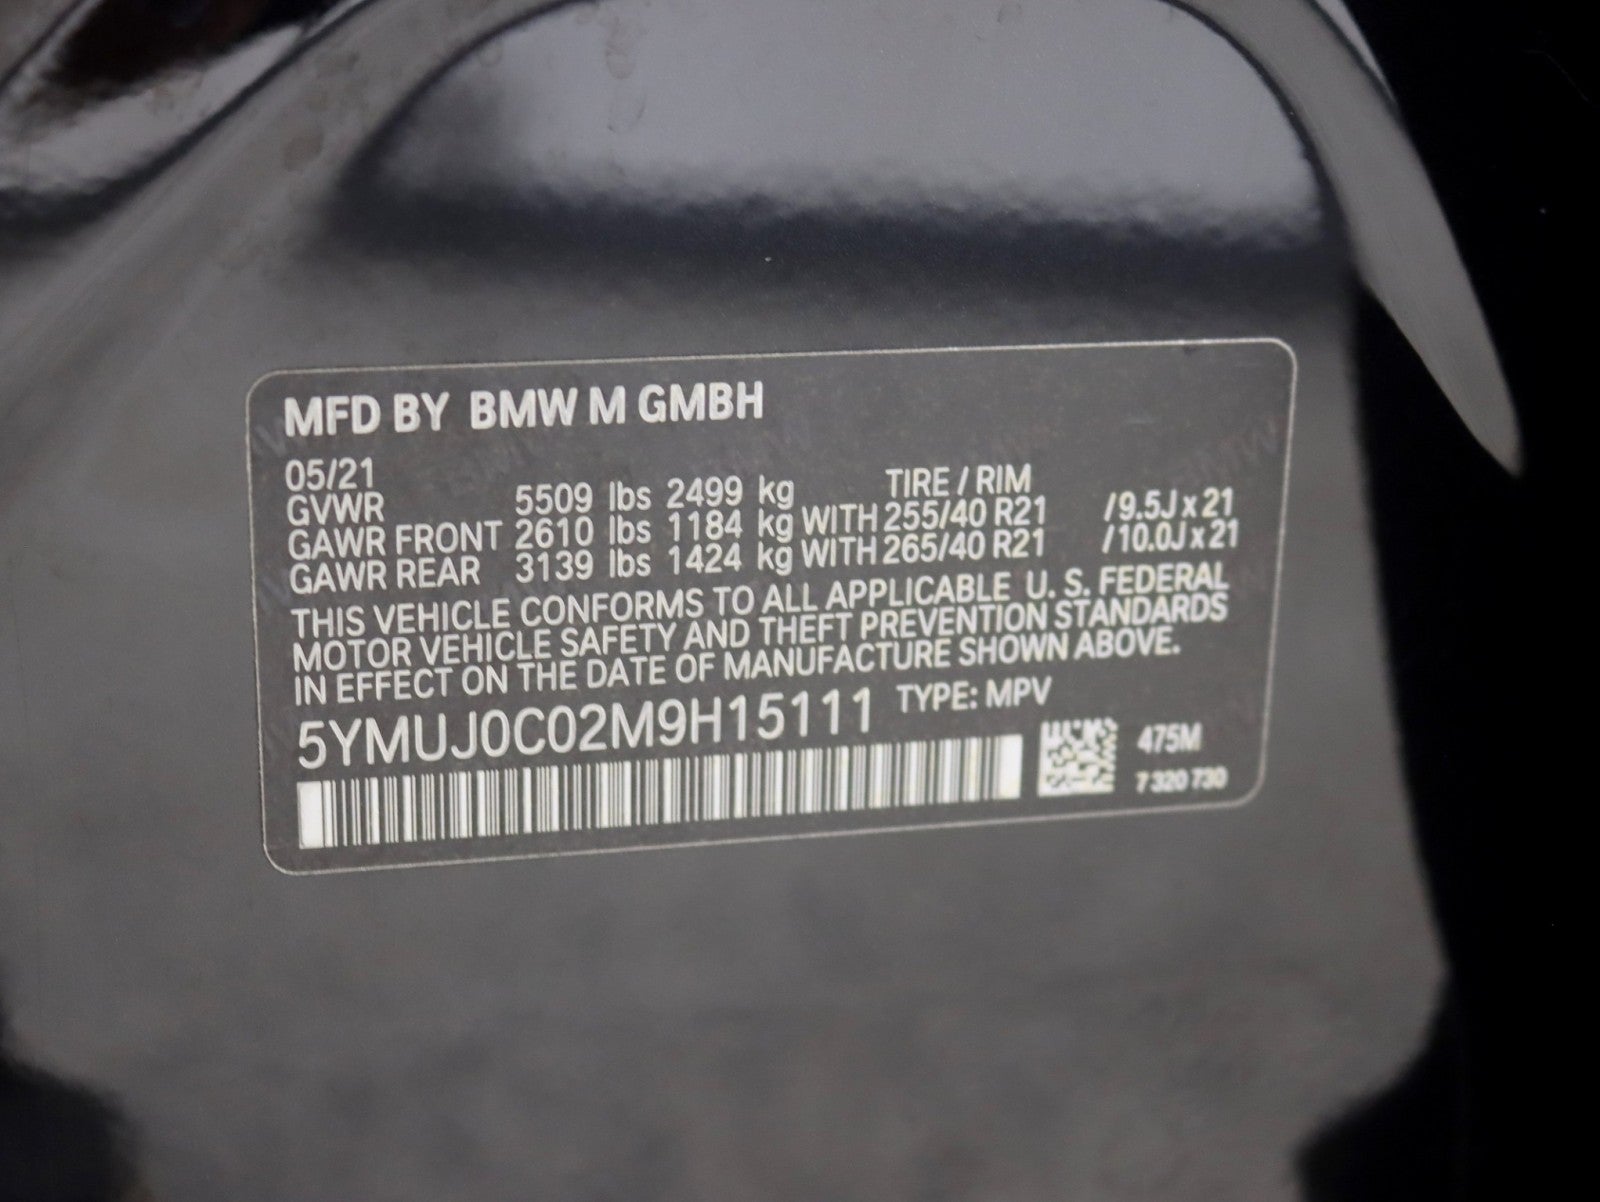 MFD BY BMW M GMBH
05/21 TIRE / RIM
GVWR 5509 lbs 2499 kg
GAWR FRONT 2610 lbs 1184 kg WITH 255/40 R21 /9.5J x 21
GAWR REAR 3139 lbs 1424 kg WITH 265/40 R21 /10.0J x 21
THIS VEHICLE CONFORMS TO ALL APPLICABLE U. S. FEDERAL
MOTOR VEHICLE SAFETY AND THEFT PREVENTION STANDARDS
IN EFFECT ON THE DATE OF MANUFACTURE SHOWN ABOVE.
5YMUJ0C02M9H15111 TYPE: MPV
475M
7 320 730